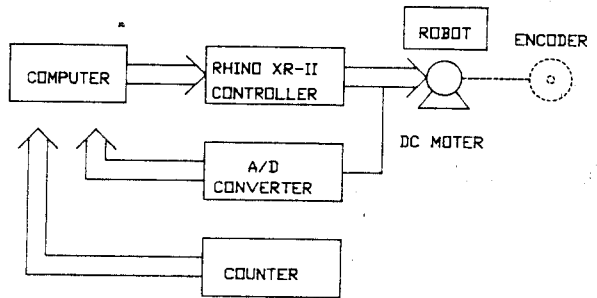 ROBOT
ENCODER
COMPUTER
RHINO XR-II
CONTROLLER
DC MOTER
A/D
CONVERTER
COUNTER